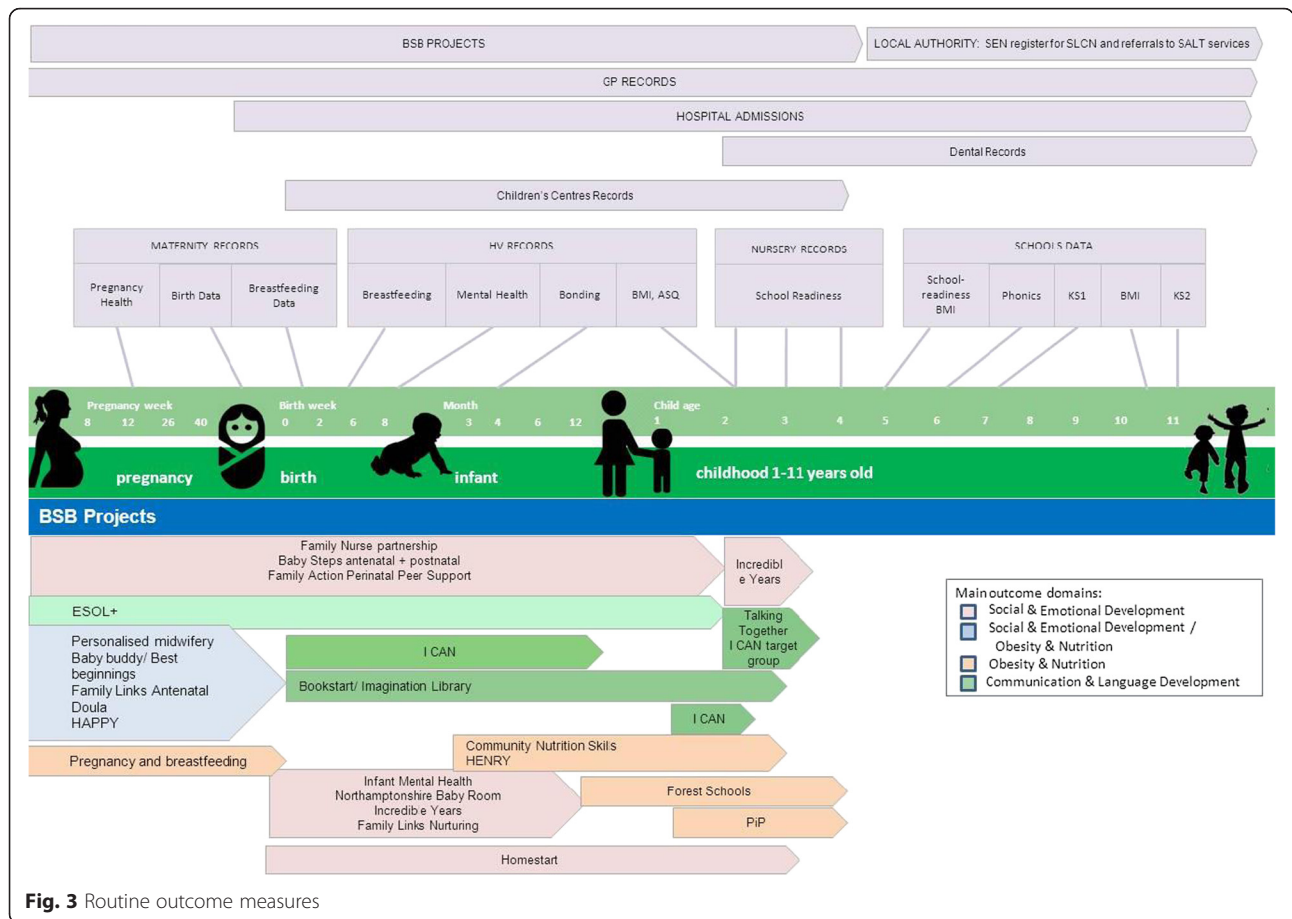 BSB PROJECTS
LOCAL AUTHORITY: SEN register for SLCN and referrals to SALT services
GP RECORDS
HOSPITAL ADMISSIONS
Dental Records
Children's Centres Records
MATERNITY RECORDS
Pregnancy
Health
Birth Data
Breastfeeding
Data
HV RECORDS
Breastfeeding
Mental Health
Bonding
BMI, ASQ
NURSERY RECORDS
School Readiness
SCHOOLS DATA
School-
readiness
BMI
Phonics
KS1
BMI
KS2
Pregnancy week
8 12 26 40
Birth week
0 2 6 8
Month
3 4 6 12
Child age
1 2 3 4 5 6 7 8 9 10 11
pregnancy
birth
infant
childhood 1-11 years old
BSB Projects
Family Nurse partnership
Baby Steps antenatal + postnatal
Family Action Perinatal Peer Support
Incredibl
e Years
ESOL+
Talking
Together
I CAN target
group
Personalised midwifery
Baby buddy/ Best
beginnings
Family Links Antenatal
Doula
HAPPY
I CAN
Bookstart/ Imagination Library
I CAN
Pregnancy and breastfeeding
Community Nutrition Skills
HENRY
Infant Mental Health
Northamptonshire Baby Room
Incredible Years
Family Links Nurturing
Forest Schools
PiP
Homestart
Main outcome domains:
Social & Emotional Development
Social & Emotional Development /
Obesity & Nutrition
Obesity & Nutrition
Communication & Language Development
Fig. 3 Routine outcome measures